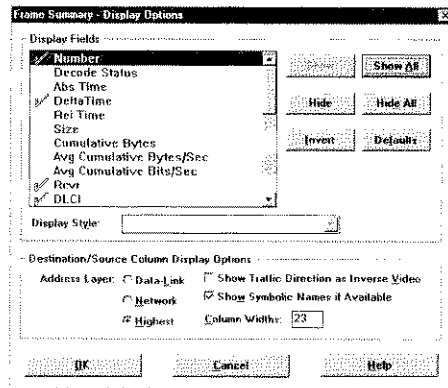 Frame Summary - Display Options
Display Fields
Number
Decode Status
Abs Time
DeltaTime
Rel Time
Size
Cumulative Bytes
Avg Cumulative Bytes/Sec
Avg Cumulative Bits/Sec
Rcvr
DLCI
Show All
Hide
Hide All
Invert
Defaults
Display Style:
Destination/Source Column Display Options
Address Layer:
Data-Link
Network
Highest
Show Traffic Direction as Inverse Video
Show Symbolic Names if Available
Column Widths: 23
OK
Cancel
Help